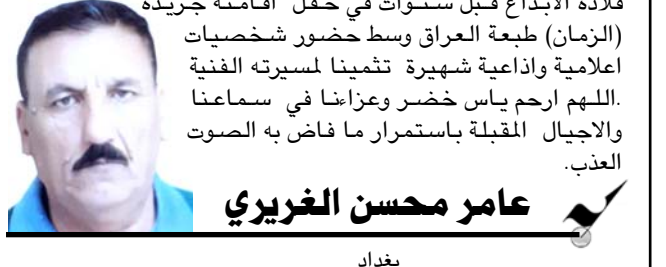 قلادة الابداع قبل سنوات في حفل اقامته جريدة
(الزمان) طبعة العراق وسط حضور شخصيات
اعلامية واذاعية شهيرة تثمينا لمسيرته الفنية
.اللهم ارحم ياس خضر وعزاءنا في سماعنا
والاجيال المقبلة باستمرار ما فاض به الصوت
العذب.
عامر محسن الغريري
بغداد